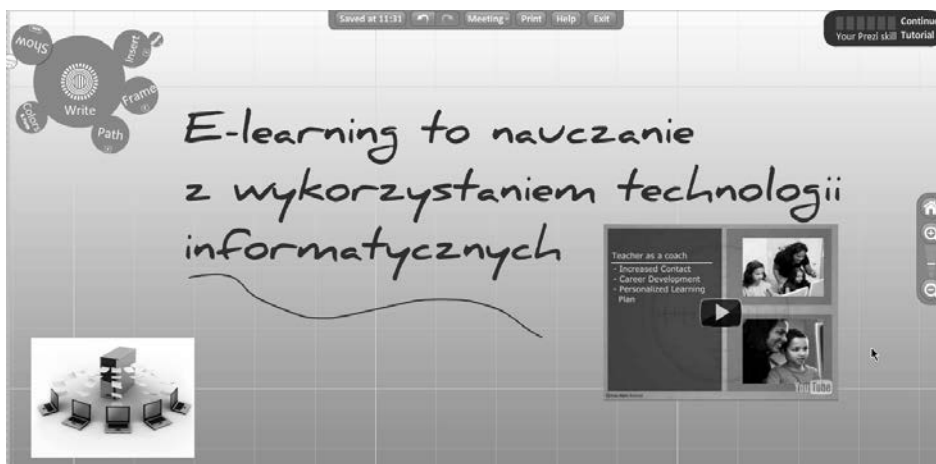 Saved at 11:31 Meeting Print Help Exit
Continue
Your Prezi skill Tutorial
Show
Insert
Frame
Path
Colors
Write
E-learning to nauczanie
z wykorzystaniem technologii
informatycznych
Teacher as a coach
- Increased Contact
- Career Development
- Personalized Learning
Plan
YouTube